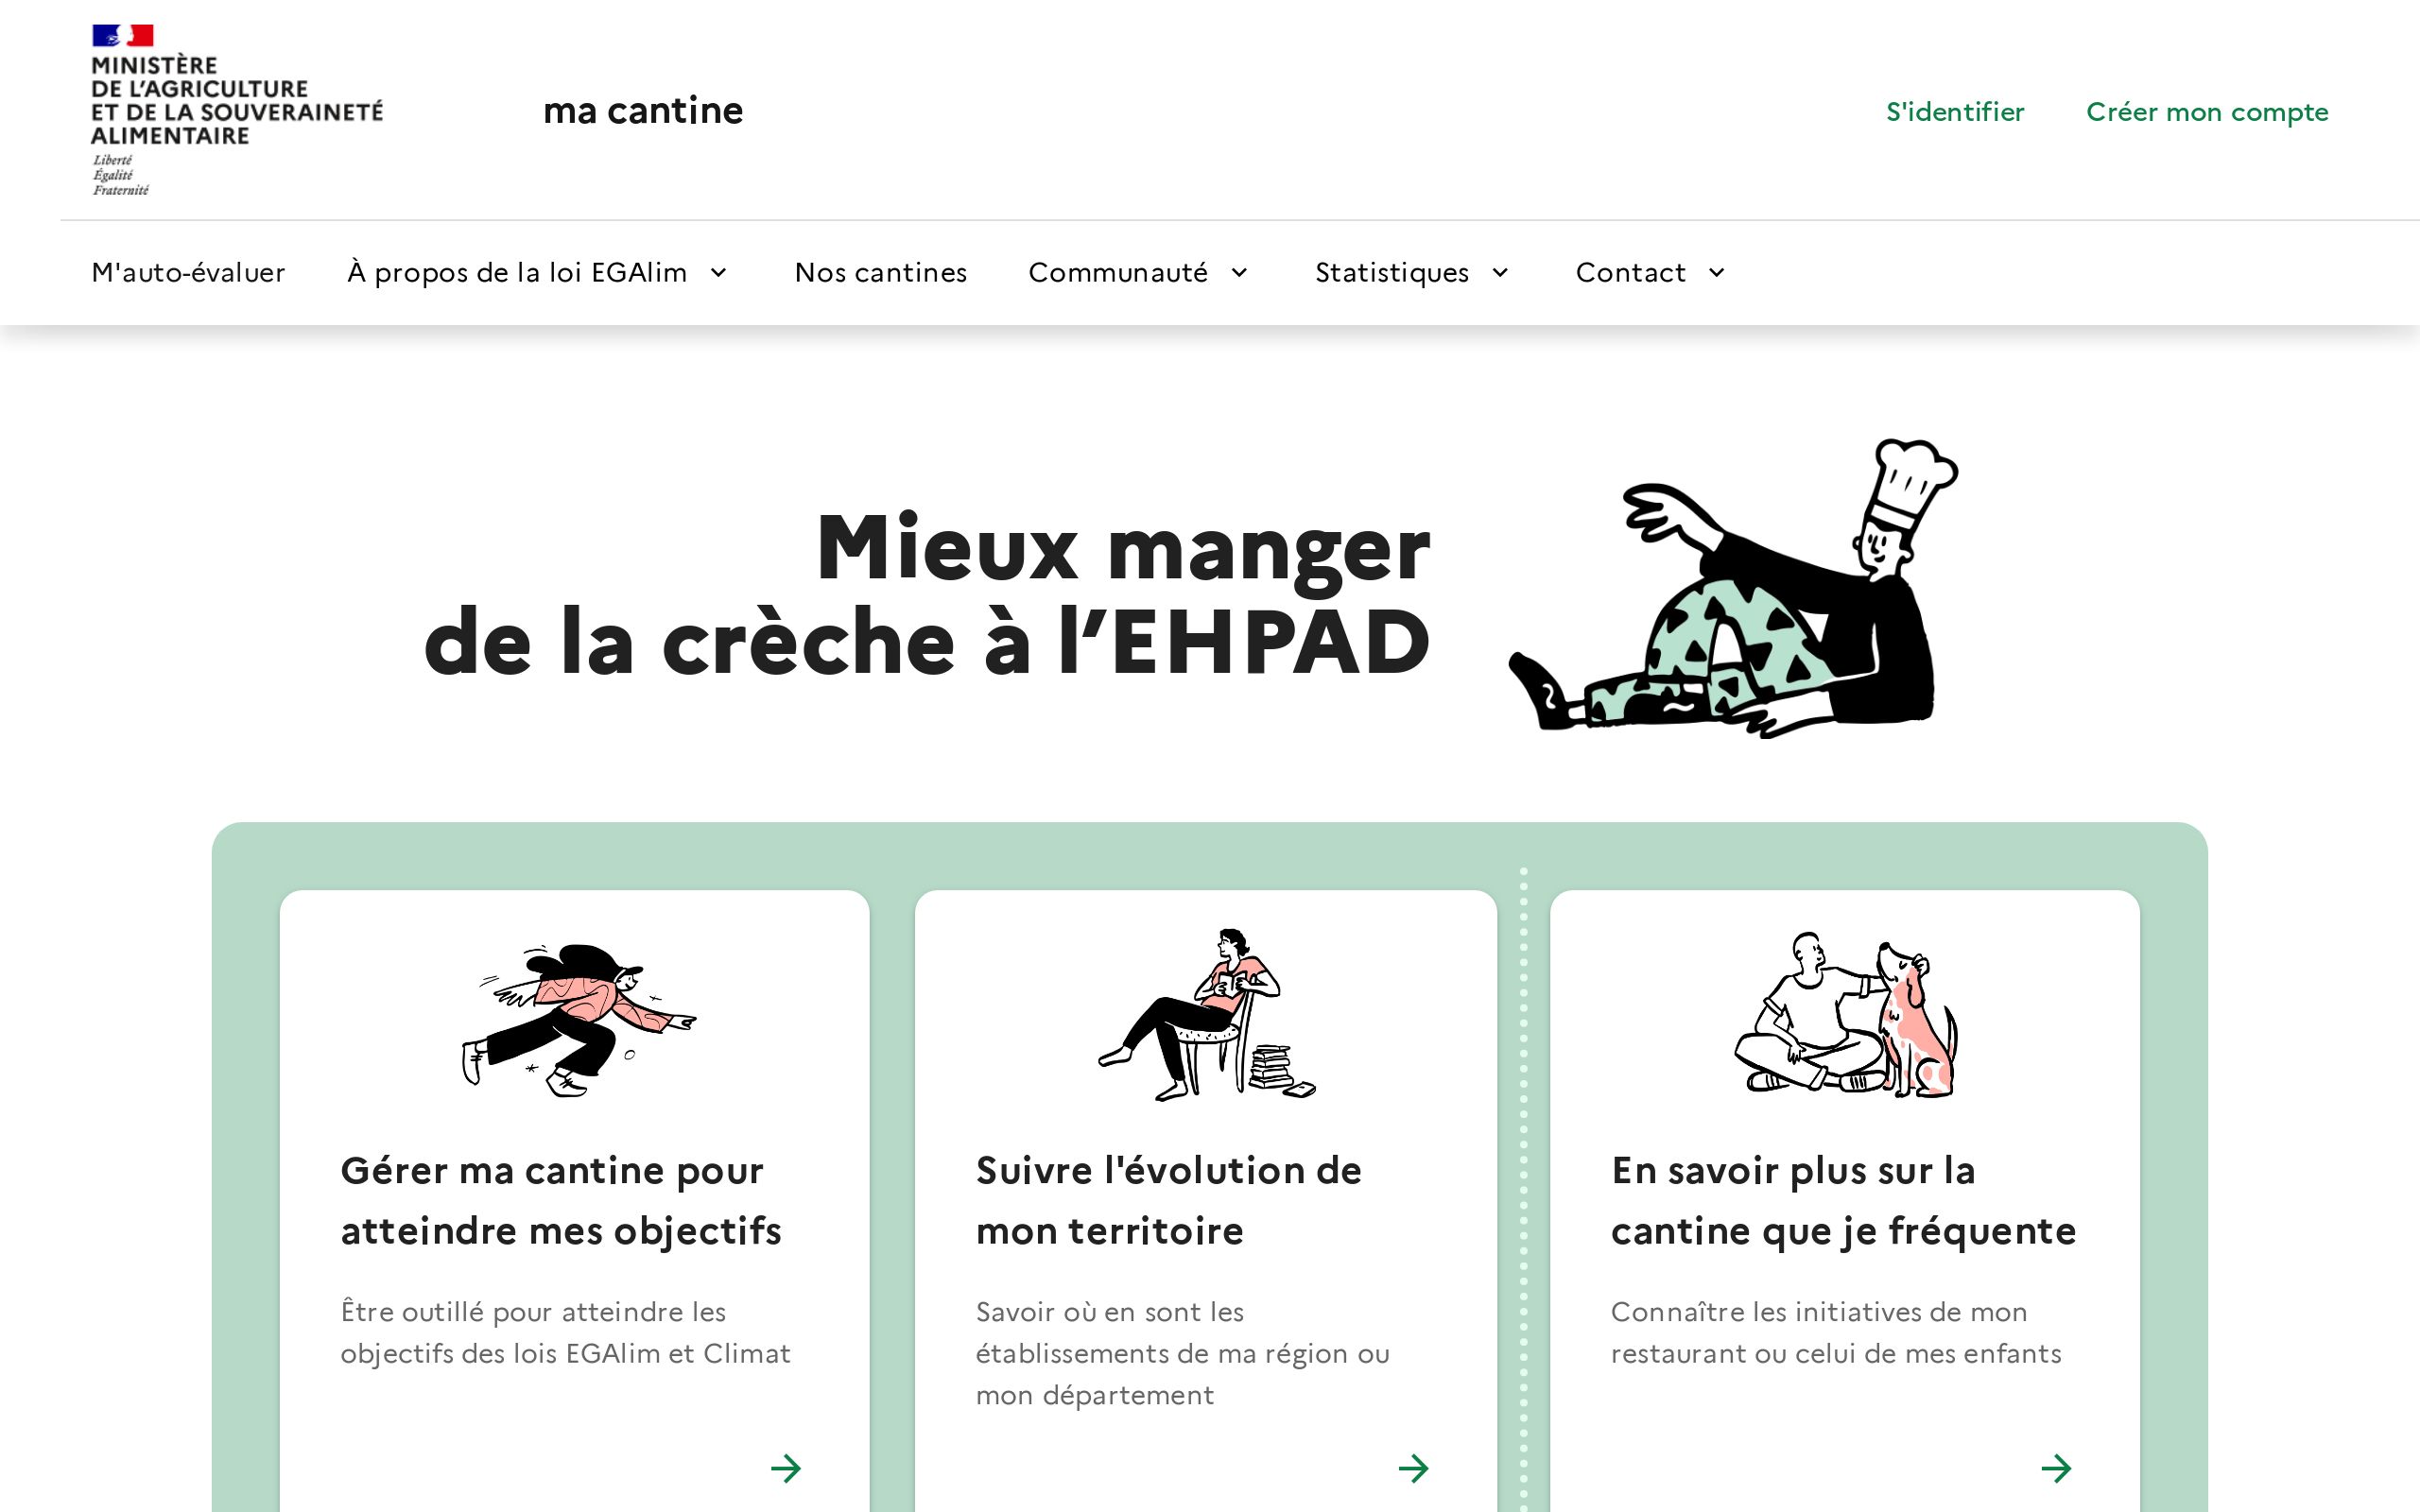 MINISTÈRE
DE L'AGRICULTURE
ET DE LA SOUVERAINETÉ
ALIMENTAIRE
Liberté
Égalité
Fraternité
ma cantine
S'identifier
Créer mon compte
M'auto-évaluer
À propos de la loi EGAlim
Nos cantines
Communauté
Statistiques
Contact
Mieux manger
de la crèche à l’EHPAD
Gérer ma cantine pour
atteindre mes objectifs
Être outillé pour atteindre les
objectifs des lois EGAlim et Climat
Suivre l'évolution de
mon territoire
Savoir où en sont les
établissements de ma région ou
mon département
En savoir plus sur la
cantine que je fréquente
Connaître les initiatives de mon
restaurant ou celui de mes enfants